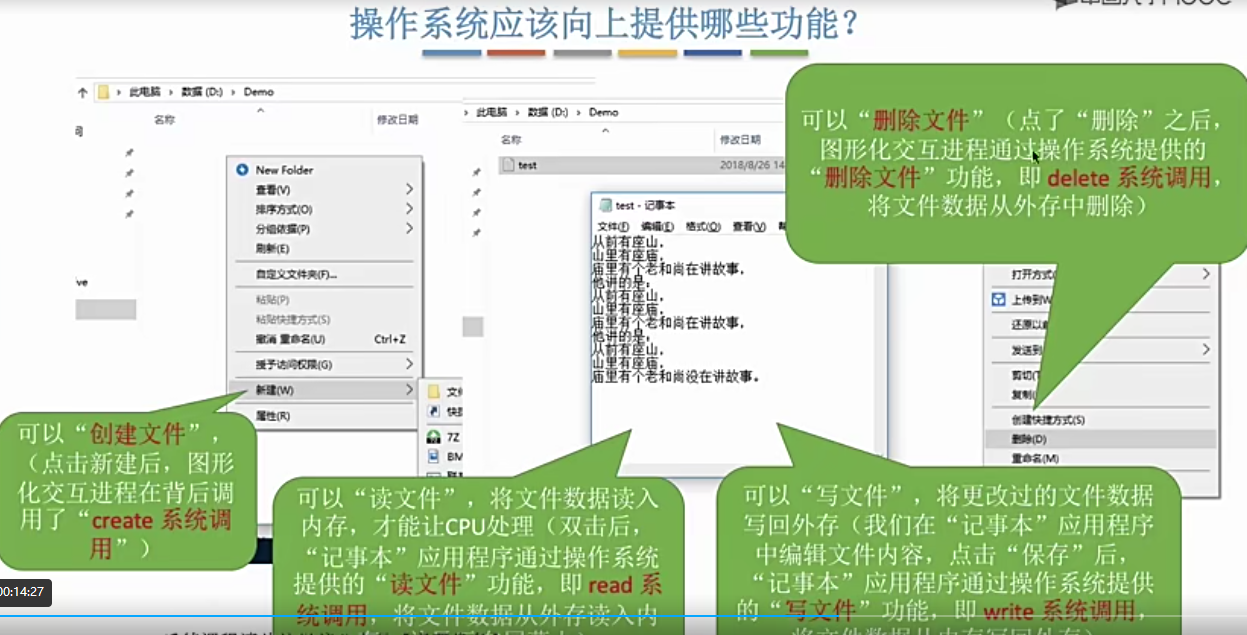 操作系统应该向上提供哪些功能？
此电脑 › 数据 (D:) › Demo
名称
修改日期
New Folder
查看(V)
排序方式(O)
分组依据(P)
刷新(E)
自定义文件夹(F)...
粘贴(P)
粘贴快捷方式(S)
撤消 重命名(U) Ctrl+Z
授予访问权限(G)
新建(W)
属性(R)
ve
7Z
BM
此电脑 › 数据 (D:) › Demo
名称
修改日期
test 2018/8/26 14
test - 记事本
文件(F) 编辑(E) 格式(O) 查看(V)
从前有座山，
山里有座庙，
庙里有个老和尚在讲故事，
他讲的是：
从前有座山，
山里有座庙，
庙里有个老和尚在讲故事，
他讲的是：
从前有座山，
山里有座庙，
庙里有个老和尚没在讲故事。
可以“删除文件”（点了“删除”之后，
图形化交互进程通过操作系统提供的
“删除文件”功能，即 delete 系统调用，
将文件数据从外存中删除）
打开方式
上传到W
发送到
创建快捷方式(S)
删除(D)
重命名(M)
可以“创建文件”，
（点击新建后，图形
化交互进程在背后调
用了“create 系统调
用”）
可以“读文件”，将文件数据读入
内存，才能让CPU处理（双击后，
“记事本”应用程序通过操作系统
提供的“读文件”功能，即 read 系
统调用，将文件数据从外存读入内
可以“写文件”，将更改过的文件数据
写回外存（我们在“记事本”应用程序
中编辑文件内容，点击“保存”后，
“记事本”应用程序通过操作系统提供
的“写文件”功能，即 write 系统调用，
将文件数据从内存写回外存）
00:14:27